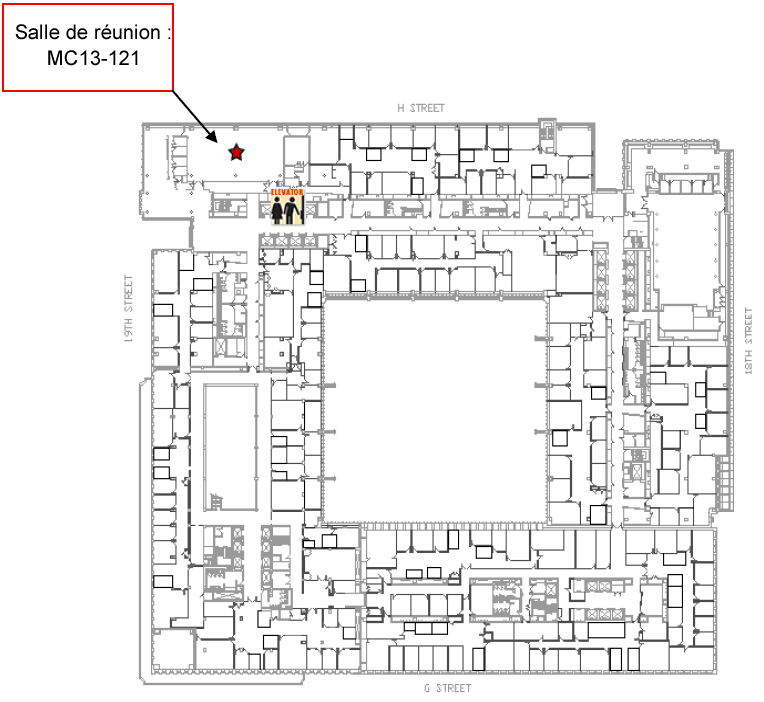 Salle de réunion :
MC13-121
H STREET
ELEVATOR
19TH STREET
18TH STREET
G STREET